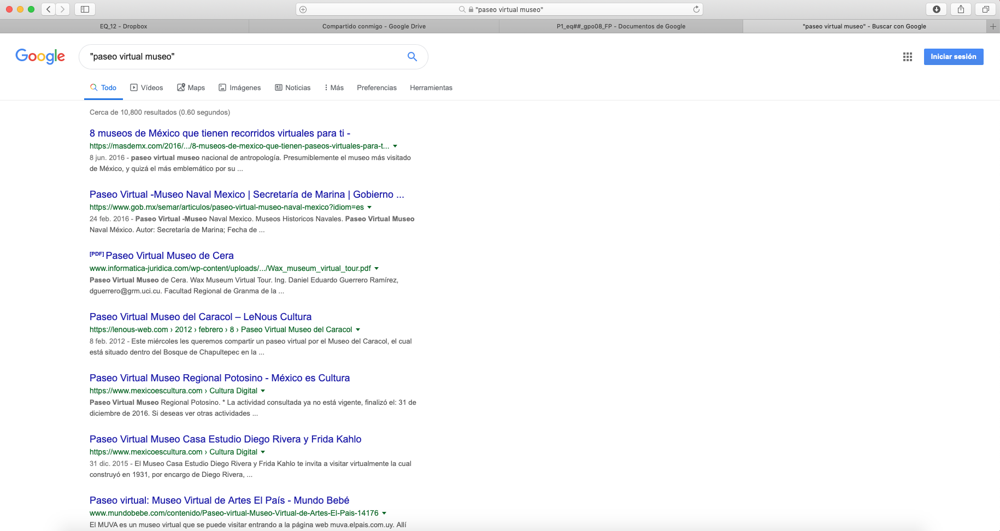 "paseo virtual museo"
EQ_12 - Dropbox
Compartido conmigo - Google Drive
P1_eq##_gpo08_FP - Documentos de Google
"paseo virtual museo" - Buscar con Google
Google
"paseo virtual museo"
Iniciar sesión
Todo
Vídeos
Maps
Imágenes
Noticias
Más
Preferencias
Herramientas
Cerca de 10,800 resultados (0.60 segundos)
8 museos de México que tienen recorridos virtuales para ti -
https://masdemx.com/2016/.../8-museos-de-mexico-que-tienen-paseos-virtuales-para-t...
8 jun. 2016 - paseo virtual museo nacional de antropología. Presumiblemente el museo más visitado
de México, y quizá el más emblemático por su ...
Paseo Virtual -Museo Naval Mexico | Secretaría de Marina | Gobierno ...
https://www.gob.mx/semar/articulos/paseo-virtual-museo-naval-mexico?idiom=es
24 feb. 2016 - Paseo Virtual -Museo Naval Mexico. Museos Historicos Navales. Paseo Virtual Museo
Naval México. Autor: Secretaría de Marina; Fecha de ...
[PDF] Paseo Virtual Museo de Cera
www.informatica-juridica.com/wp-content/uploads/.../Wax_museum_virtual_tour.pdf
Paseo Virtual Museo de Cera. Wax Museum Virtual Tour. Ing. Daniel Eduardo Guerrero Ramírez,
dguerrero@grm.uci.cu. Facultad Regional de Granma de la ...
Paseo Virtual Museo del Caracol – LeNous Cultura
https://lenous-web.com › 2012 › febrero › 8 › Paseo Virtual Museo del Caracol
8 feb. 2012 - Este miércoles les queremos compartir un paseo virtual por el Museo del Caracol, el cual
está situado dentro del Bosque de Chapultepec en la ...
Paseo Virtual Museo Regional Potosino - México es Cultura
https://www.mexicoescultura.com › Cultura Digital
Paseo Virtual Museo Regional Potosino. * La actividad consultada ya no está vigente, finalizó el: 31 de
diciembre de 2016. Si deseas ver otras actividades ...
Paseo Virtual Museo Casa Estudio Diego Rivera y Frida Kahlo
https://www.mexicoescultura.com › Cultura Digital
31 dic. 2015 - El Museo Casa Estudio Diego Rivera y Frida Kahlo te invita a visitar virtualmente la cual
construyó en 1931, por encargo de Diego Rivera, ...
Paseo virtual: Museo Virtual de Artes El País - Mundo Bebé
www.mundobebe.com/contenido/Paseo-virtual-Museo-Virtual-de-Artes-El-Pais-14176
El MUVA es un museo virtual que se puede visitar entrando a la página web muva.elpais.com.uy. Allí